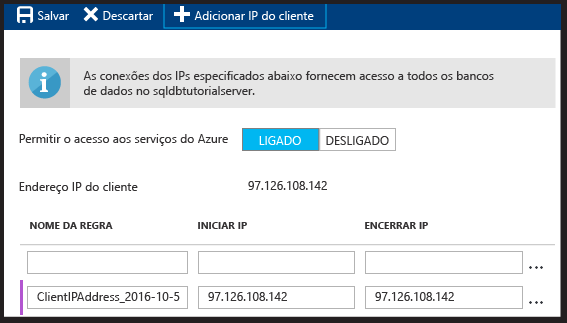 Salvar Descartar Adicionar IP do cliente
As conexões dos IPs especificados abaixo fornecem acesso a todos os bancos
de dados no sqldbtutorialserver.
Permitir o acesso aos serviços do Azure LIGADO DESLIGADO
Endereço IP do cliente 97.126.108.142
NOME DA REGRA INICIAR IP ENCERRAR IP
...
ClientIPAddress_2016-10-5 97.126.108.142 97.126.108.142 ...